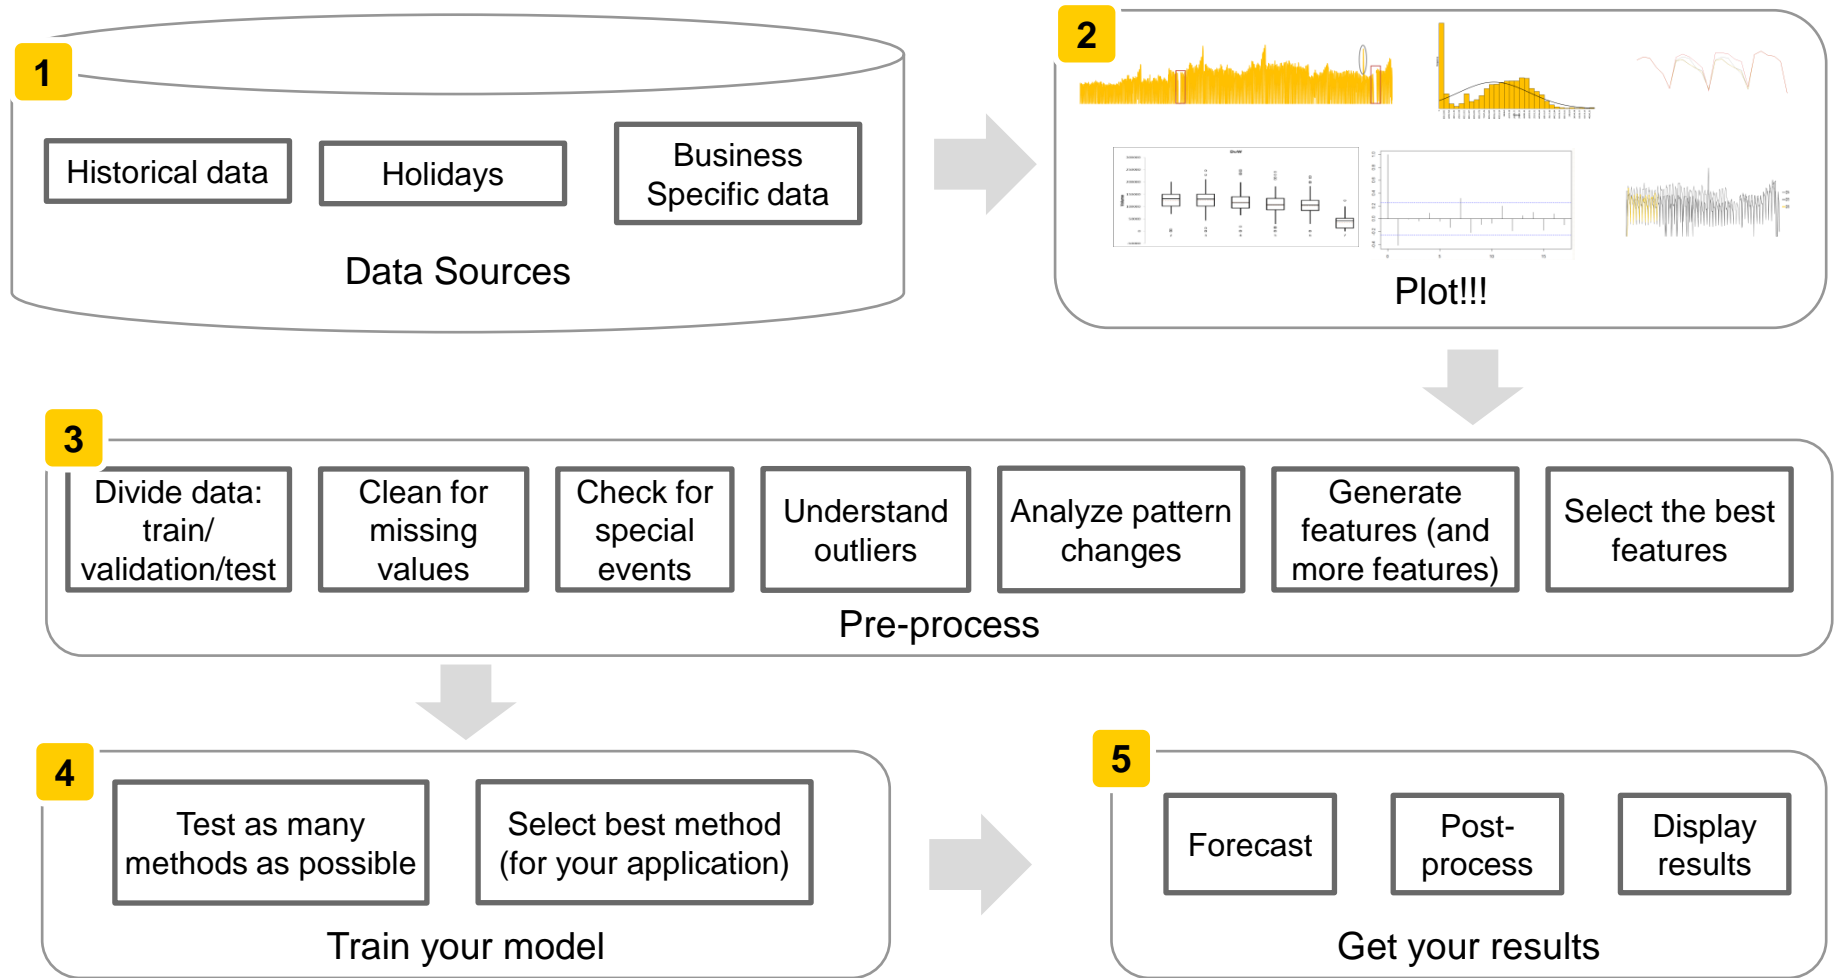 1
Historical data
Holidays
Business
Specific data
Data Sources
2
Plot!!!
3
Divide data:
train/
validation/test
Clean for
missing
values
Check for
special
events
Understand
outliers
Analyze pattern
changes
Generate
features (and
more features)
Select the best
features
Pre-process
4
Test as many
methods as possible
Select best method
(for your application)
Train your model
5
Forecast
Post-
process
Display
results
Get your results